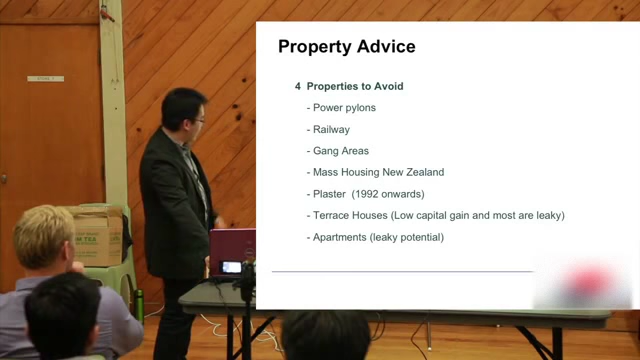 Property Advice
4 Properties to Avoid
- Power pylons
- Railway
- Gang Areas
- Mass Housing New Zealand
- Plaster (1992 onwards)
- Terrace Houses (Low capital gain and most are leaky)
- Apartments (leaky potential)